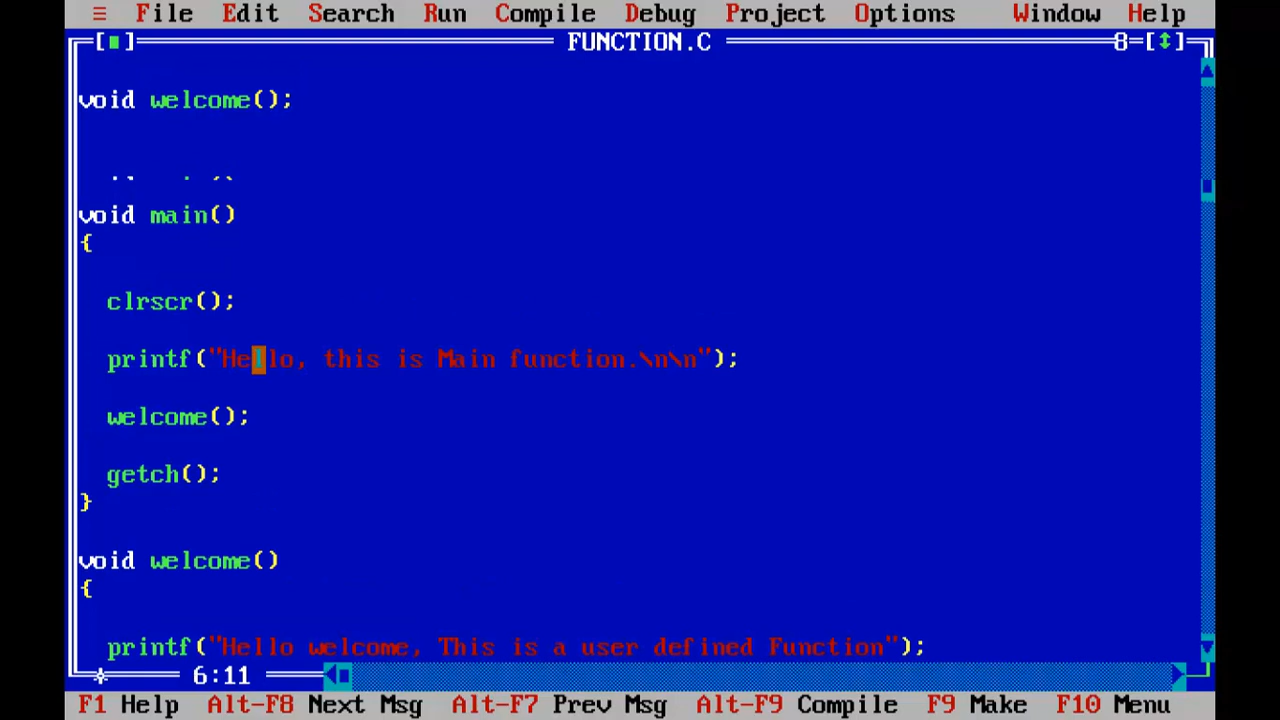 ≡ File Edit Search Run Compile Debug Project Options Window Help
[■] FUNCTION.C 8=[↕]
void welcome();
void main()
{
clrscr();
printf("Hello, this is Main function.\n\n");
welcome();
getch();
}
void welcome()
{
printf("Hello welcome, This is a user defined Function");
6:11
F1 Help Alt-F8 Next Msg Alt-F7 Prev Msg Alt-F9 Compile F9 Make F10 Menu